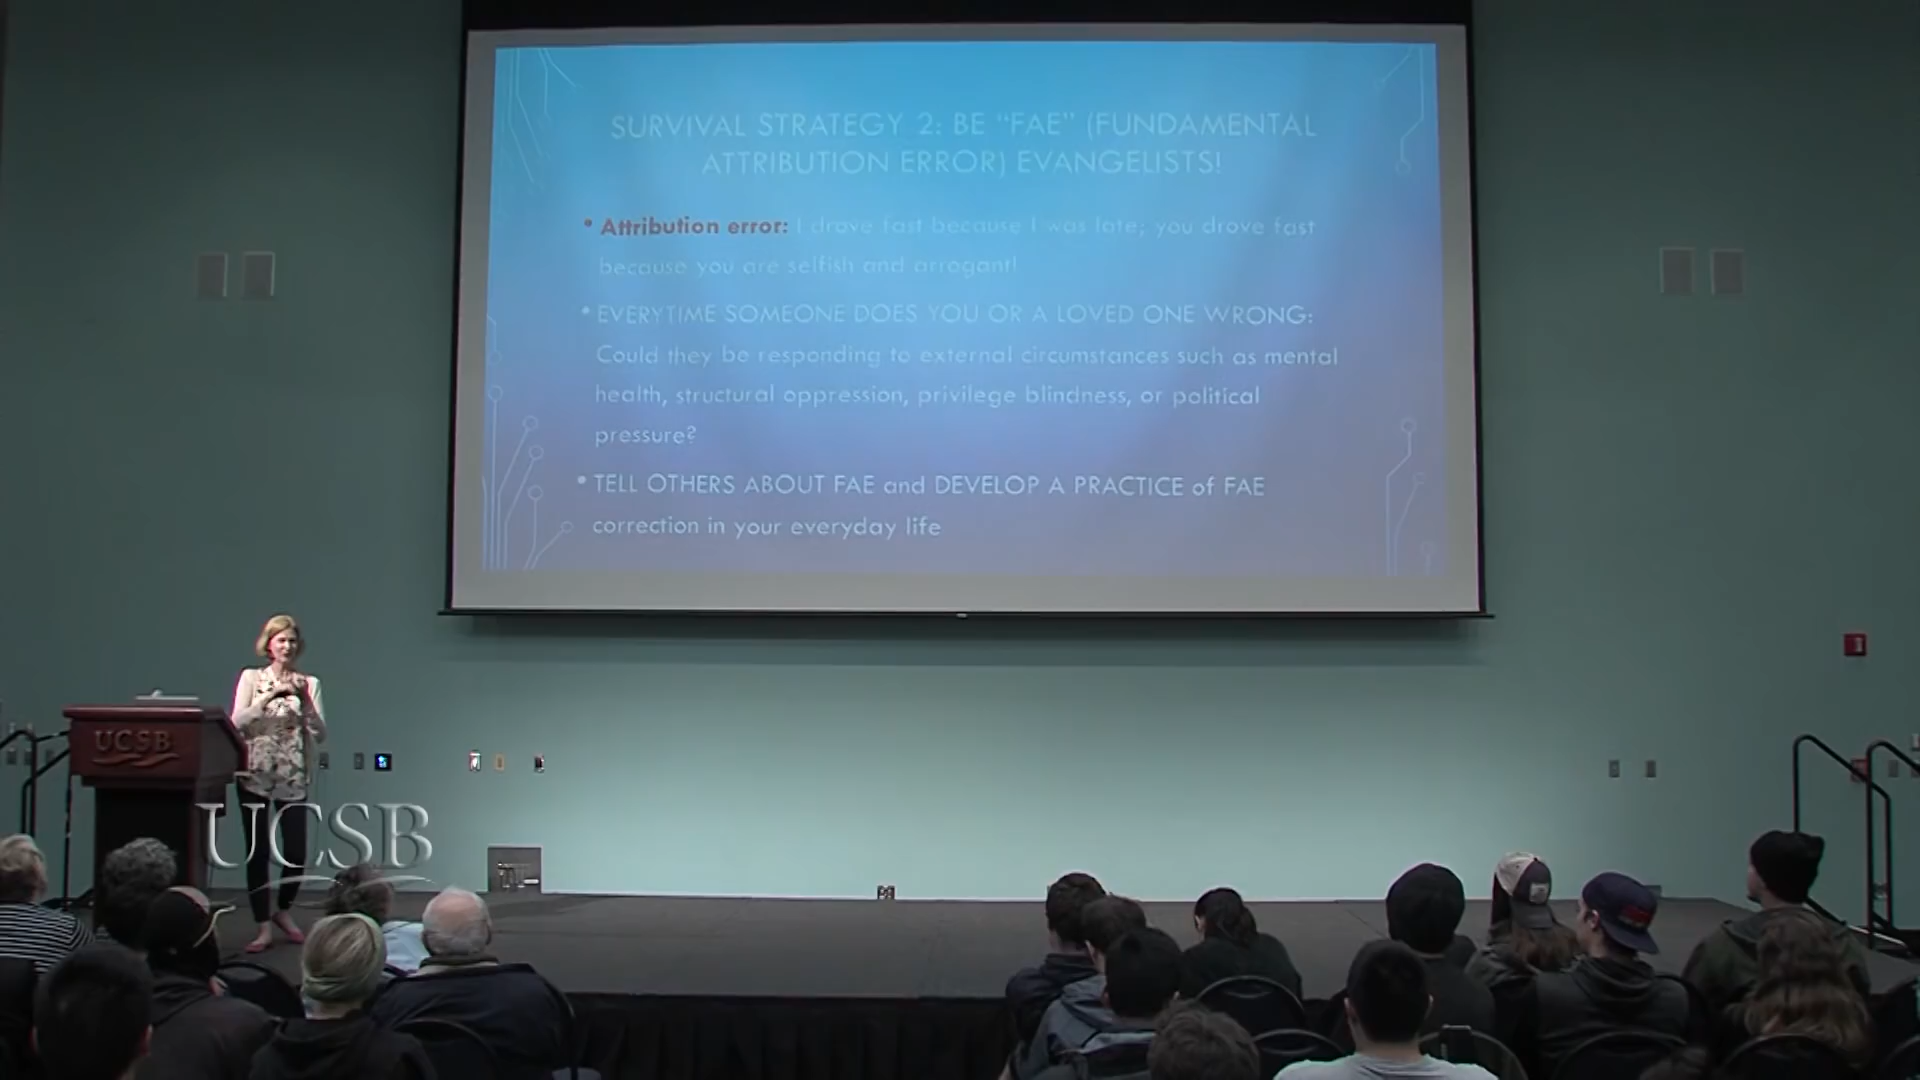 SURVIVAL STRATEGY 2: BE “FAE” (FUNDAMENTAL
ATTRIBUTION ERROR) EVANGELISTS!
• Attribution error: I drove fast because I was late; you drove fast
because you are selfish and arrogant!
• EVERYTIME SOMEONE DOES YOU OR A LOVED ONE WRONG:
Could they be responding to external circumstances such as mental
health, structural oppression, privilege blindness, or political
pressure?
• TELL OTHERS ABOUT FAE and DEVELOP A PRACTICE of FAE
correction in your everyday life
UCSB
UCSB